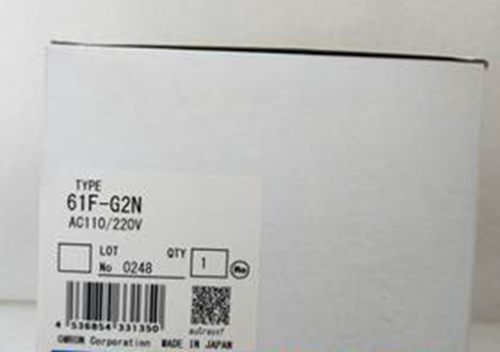 TYPE
61F-G2N
AC110/220V
LOT
No 0248
QTY
1
4 536854 331350
OMRON Corporation MADE IN JAPAN